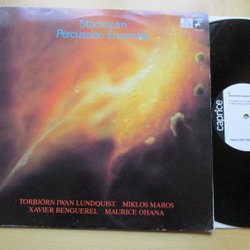 Stockholm
Percussion Ensemble
TORBJÖRN IWAN LUNDQUIST MIKLOS MAROS
XAVIER BENGUEREL MAURICE OHANA
caprice